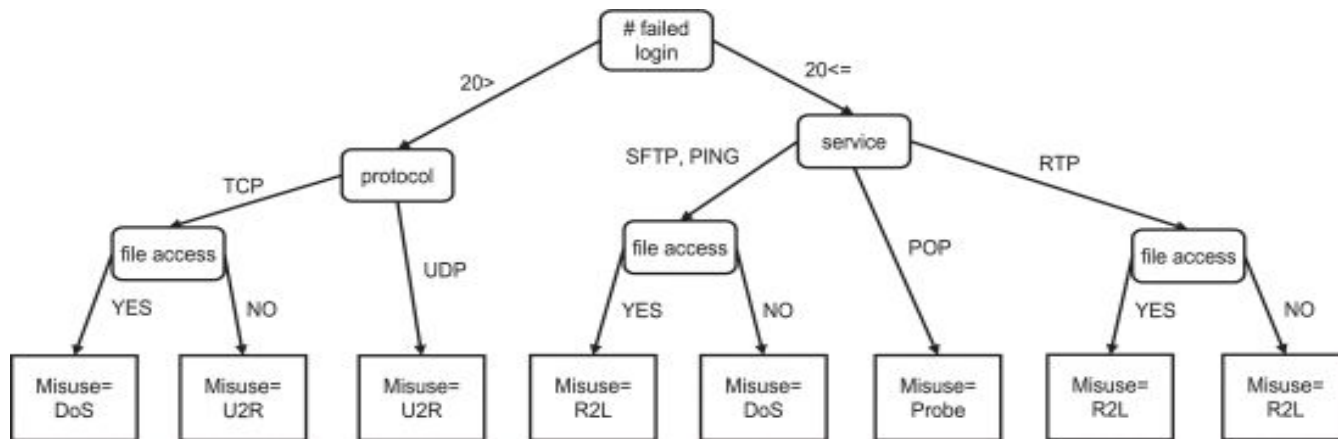 # failed
login
20>
20<=
service
SFTP, PING
RTP
protocol
TCP
file access
file access
POP
file access
UDP
YES
NO
YES
NO
YES
NO
Misuse=
DoS
Misuse=
U2R
Misuse=
U2R
Misuse=
R2L
Misuse=
DoS
Misuse=
Probe
Misuse=
R2L
Misuse=
R2L